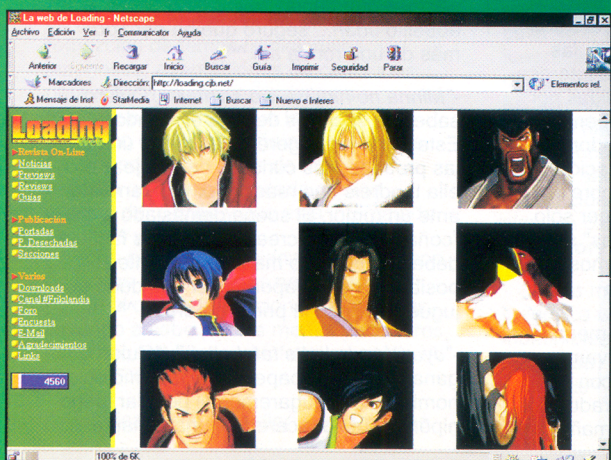 La web de Loading - Netscape
Archivo Edición Ver Ir Communicator Ayuda
Anterior Siguiente Recargar Inicio Buscar Guía Imprimir Seguridad Parar
Marcadores Dirección: http://loading.cjb.net/ Elementos rel.
Mensaje de Inst StarMedia Internet Buscar Nuevo e Interes
Loading
Revista On-Line
Noticias
Previews
Reviews
Guías
Publicación
Portadas
P. Desechadas
Secciones
Varios
Downloads
Canal #Frikilandia
Foro
Encuesta
E-Mail
Agradecimientos
Links
4560
100% de 6K